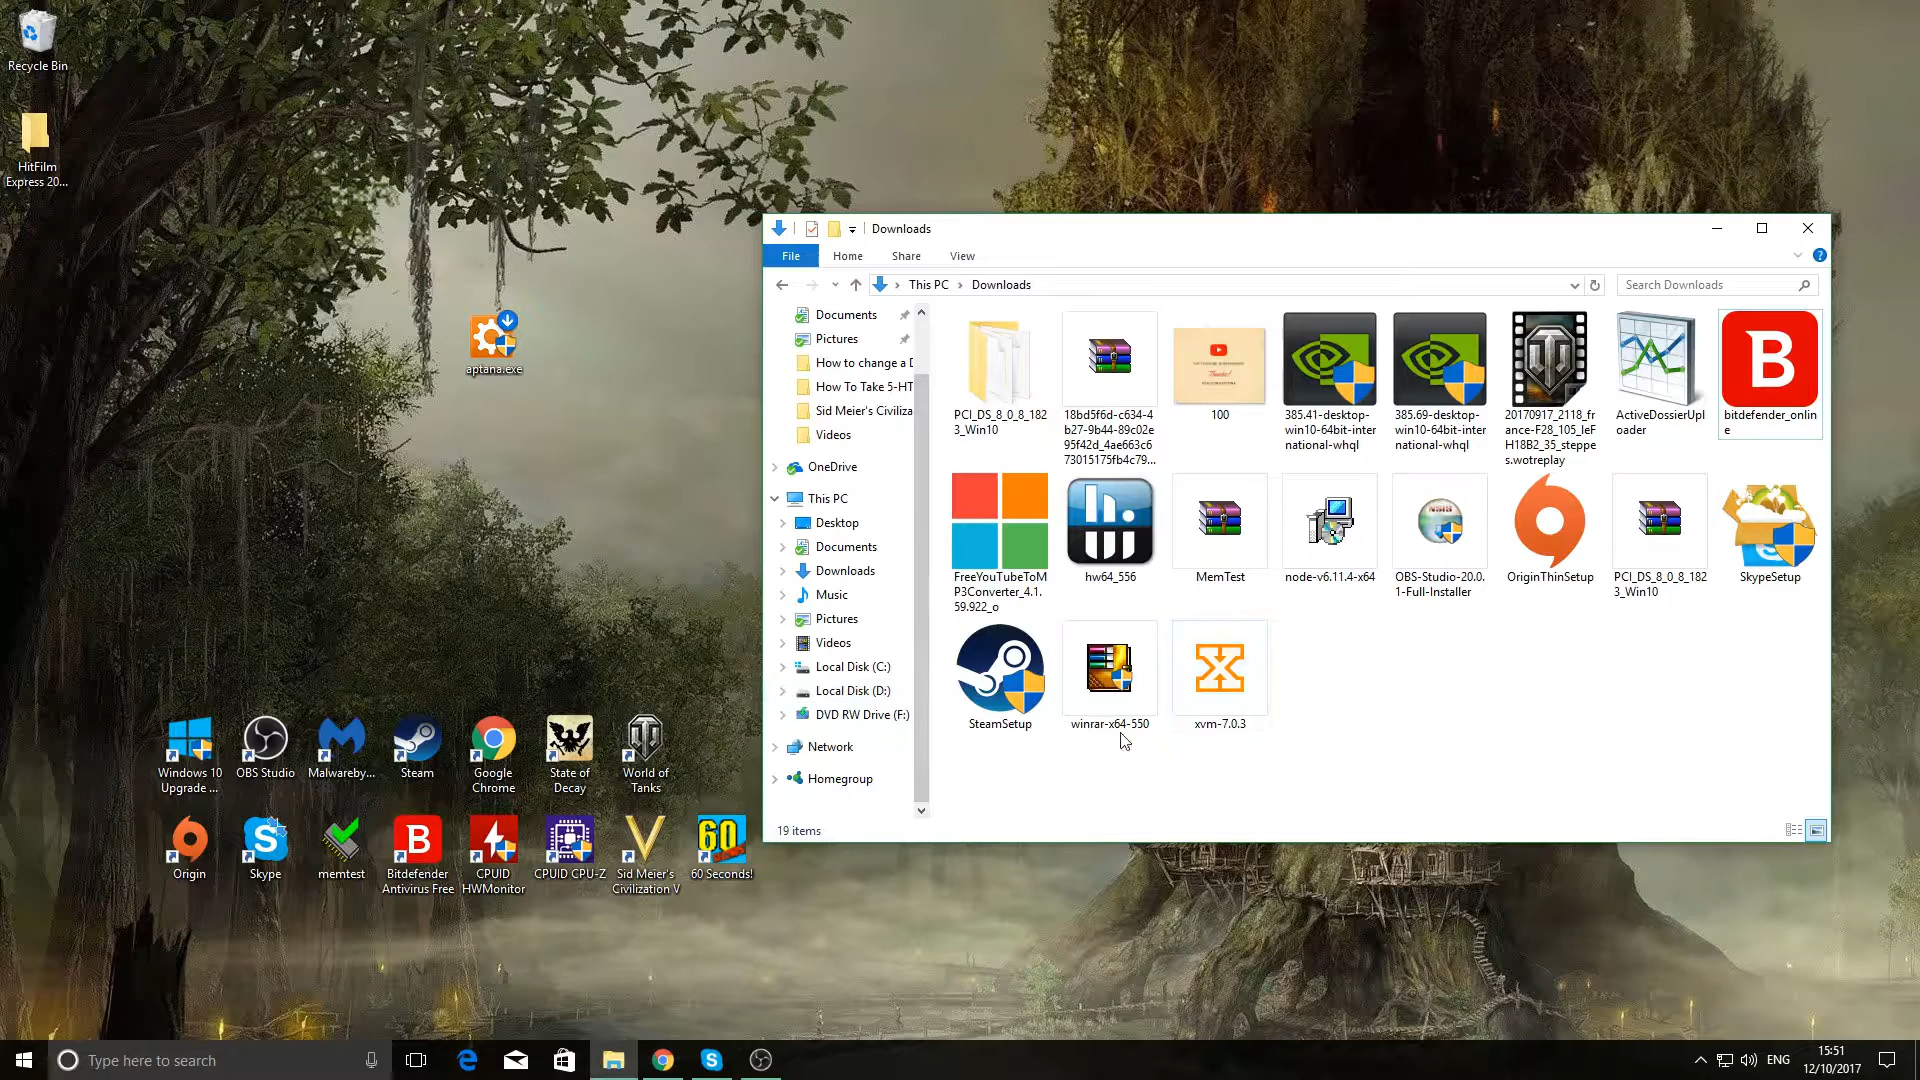 Recycle Bin
HitFilm
Express 20...
aptana.exe
Windows 10
Upgrade ...
OBS Studio
Malwareby...
Steam
Google
Chrome
State of
Decay
World of
Tanks
Origin
Skype
memtest
Bitdefender
Antivirus Free
CPUID
HWMonitor
CPUID CPU-Z
Sid Meier's
Civilization V
60 Seconds!
Downloads
File
Home
Share
View
This PC
Downloads
Search Downloads
Documents
Pictures
How to change a D
How To Take 5-HT
Sid Meier's Civiliza
Videos
OneDrive
This PC
Desktop
Documents
Downloads
Music
Pictures
Videos
Local Disk (C:)
Local Disk (D:)
DVD RW Drive (F:)
Network
Homegroup
PCI_DS_8_0_8_182
3_Win10
18bd5f6d-c634-4
b27-9b44-89c02e
95f42d_4ae663c6
73015175fb4c79...
Thanks!
100
385.41-desktop-
win10-64bit-inter
national-whql
385.69-desktop-
win10-64bit-inter
national-whql
20170917_2118_fr
ance-F28_105_leF
H18B2_35_steppe
s.wotreplay
ActiveDossierUpl
oader
B
bitdefender_onlin
e
FreeYouTubeToM
P3Converter_4.1.
59.922_o
hw64_556
MemTest
node-v6.11.4-x64
NSIS
OBS-Studio-20.0.
1-Full-Installer
OriginThinSetup
PCI_DS_8_0_8_182
3_Win10
SkypeSetup
SteamSetup
winrar-x64-550
xvm-7.0.3
19 items
Type here to search
ENG
15:51
12/10/2017